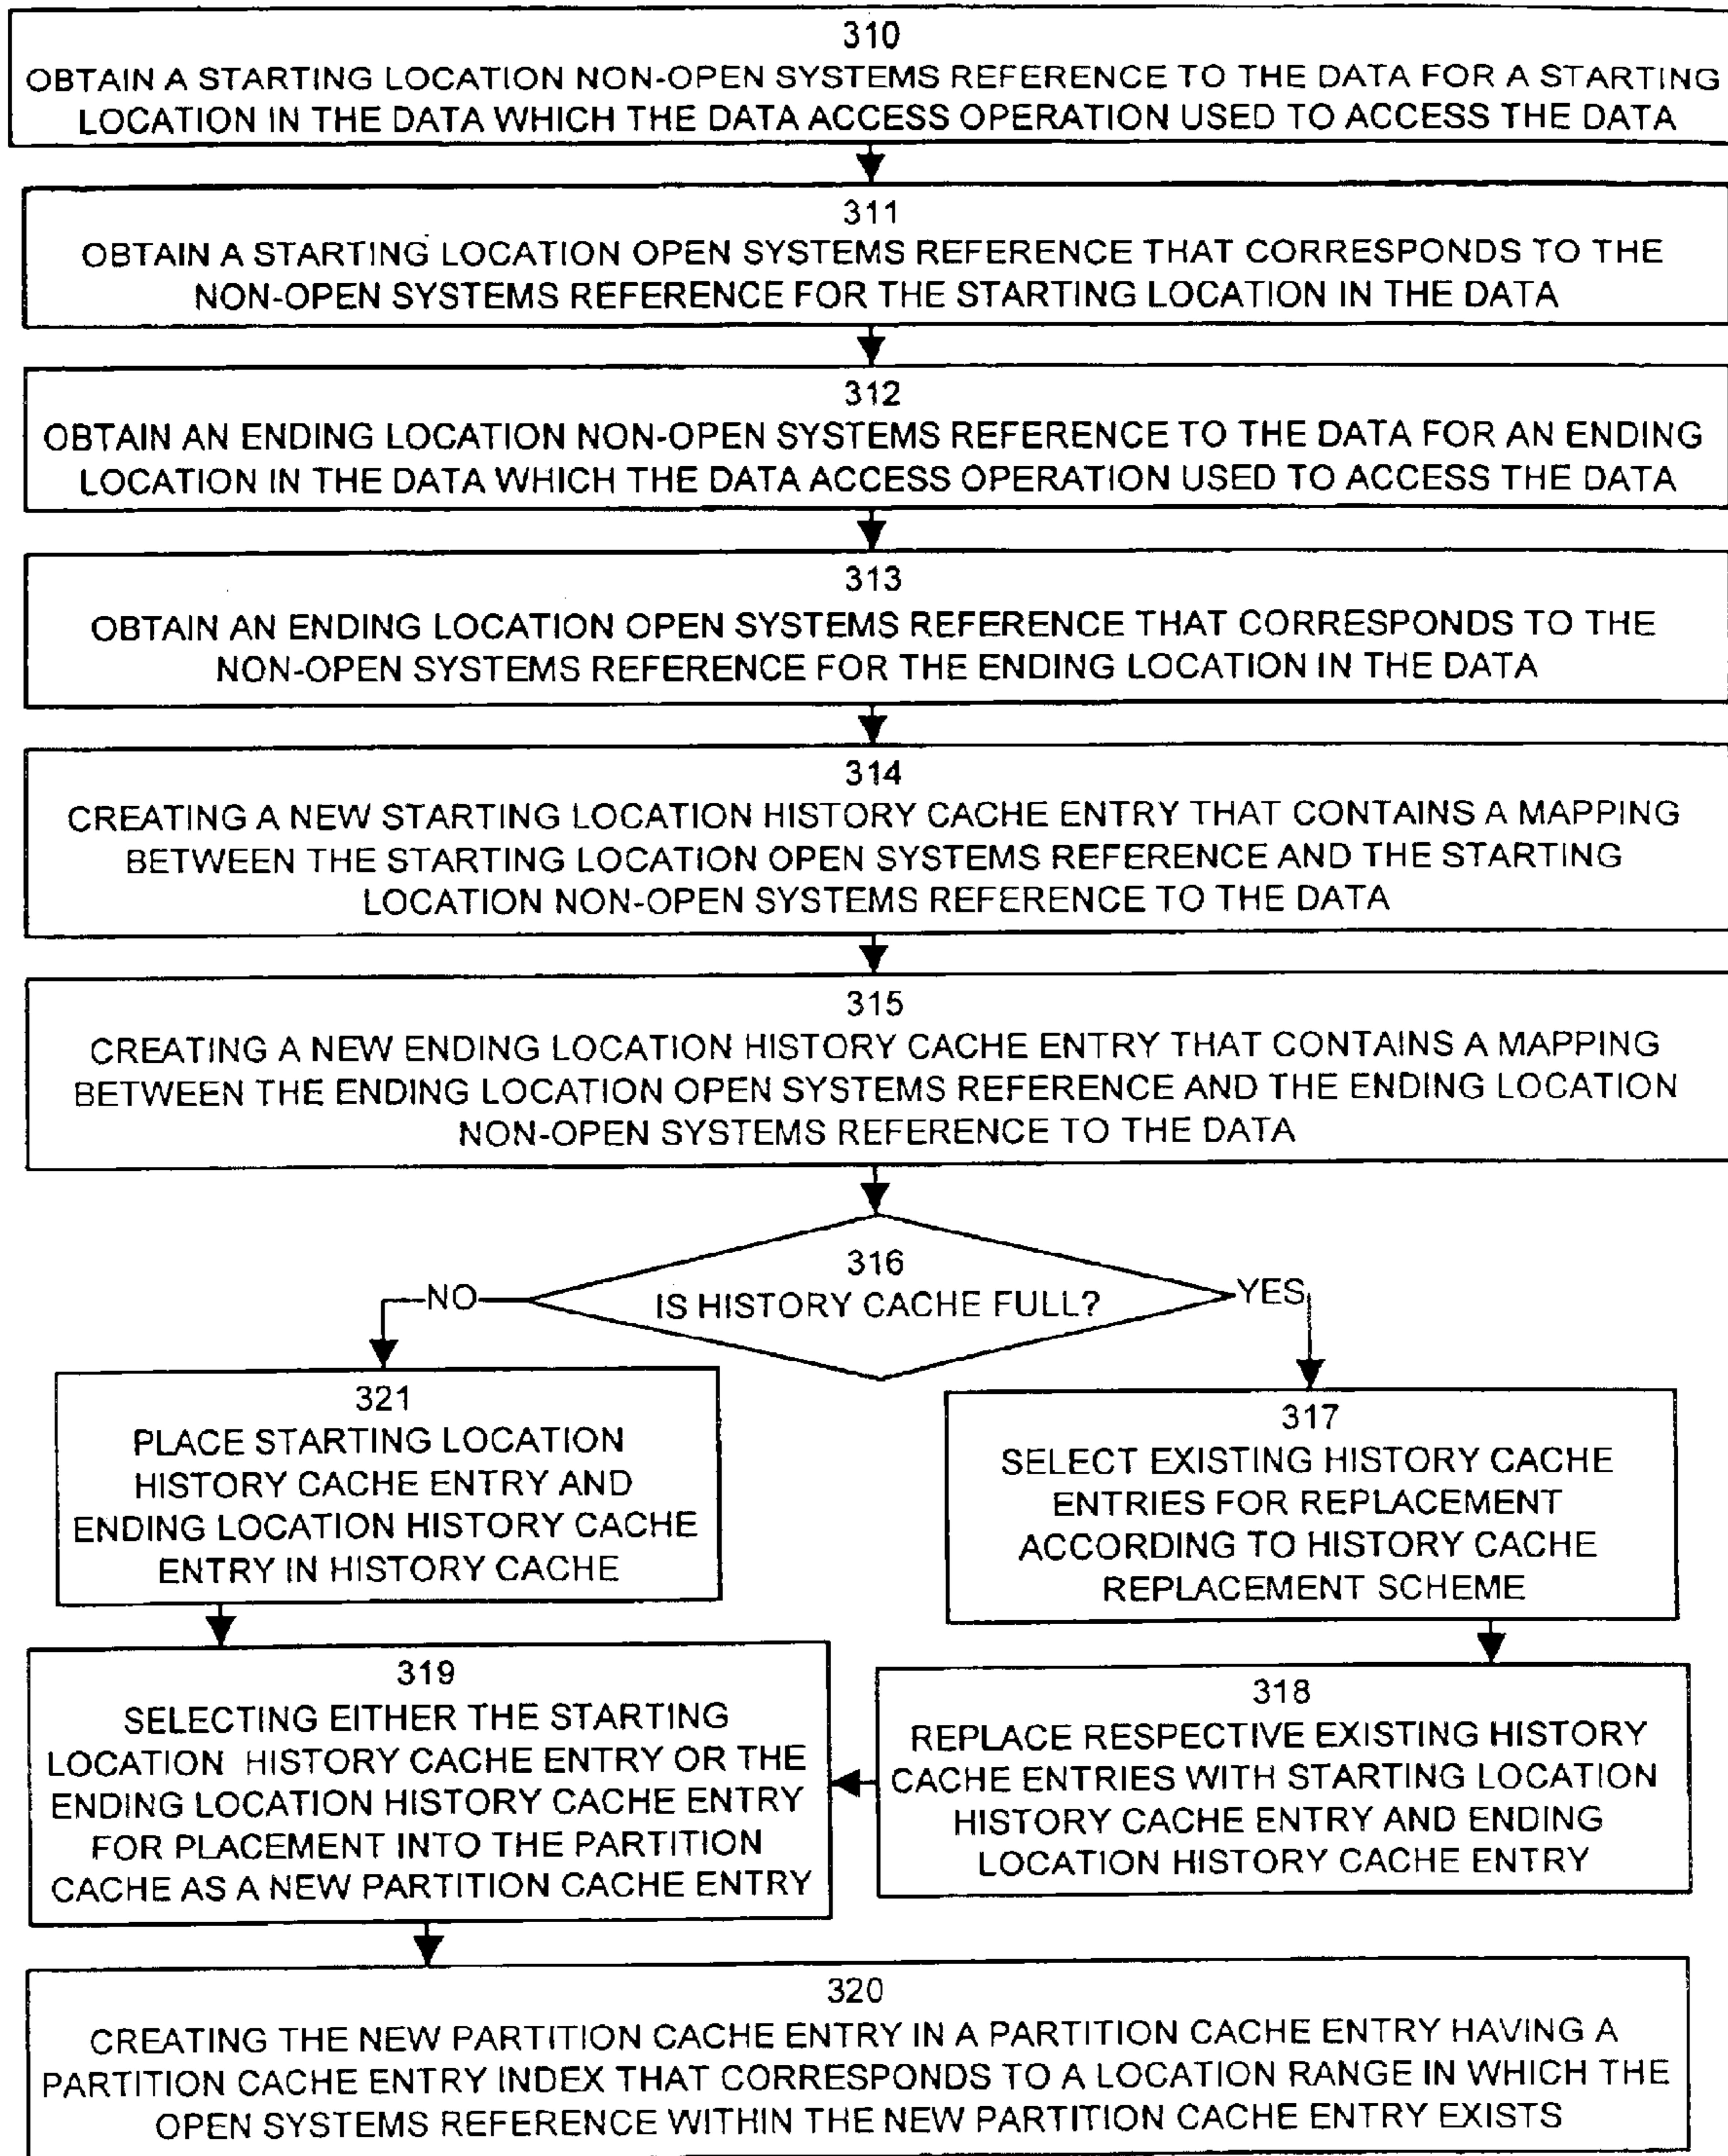 310
OBTAIN A STARTING LOCATION NON-OPEN SYSTEMS REFERENCE TO THE DATA FOR A STARTING
LOCATION IN THE DATA WHICH THE DATA ACCESS OPERATION USED TO ACCESS THE DATA
311
OBTAIN A STARTING LOCATION OPEN SYSTEMS REFERENCE THAT CORRESPONDS TO THE
NON-OPEN SYSTEMS REFERENCE FOR THE STARTING LOCATION IN THE DATA
312
OBTAIN AN ENDING LOCATION NON-OPEN SYSTEMS REFERENCE TO THE DATA FOR AN ENDING
LOCATION IN THE DATA WHICH THE DATA ACCESS OPERATION USED TO ACCESS THE DATA
313
OBTAIN AN ENDING LOCATION OPEN SYSTEMS REFERENCE THAT CORRESPONDS TO THE
NON-OPEN SYSTEMS REFERENCE FOR THE ENDING LOCATION IN THE DATA
314
CREATING A NEW STARTING LOCATION HISTORY CACHE ENTRY THAT CONTAINS A MAPPING
BETWEEN THE STARTING LOCATION OPEN SYSTEMS REFERENCE AND THE STARTING
LOCATION NON-OPEN SYSTEMS REFERENCE TO THE DATA
315
CREATING A NEW ENDING LOCATION HISTORY CACHE ENTRY THAT CONTAINS A MAPPING
BETWEEN THE ENDING LOCATION OPEN SYSTEMS REFERENCE AND THE ENDING LOCATION
NON-OPEN SYSTEMS REFERENCE TO THE DATA
316
IS HISTORY CACHE FULL?
NO
YES
321
PLACE STARTING LOCATION
HISTORY CACHE ENTRY AND
ENDING LOCATION HISTORY CACHE
ENTRY IN HISTORY CACHE
317
SELECT EXISTING HISTORY CACHE
ENTRIES FOR REPLACEMENT
ACCORDING TO HISTORY CACHE
REPLACEMENT SCHEME
318
REPLACE RESPECTIVE EXISTING HISTORY
CACHE ENTRIES WITH STARTING LOCATION
HISTORY CACHE ENTRY AND ENDING
LOCATION HISTORY CACHE ENTRY
319
SELECTING EITHER THE STARTING
LOCATION HISTORY CACHE ENTRY OR THE
ENDING LOCATION HISTORY CACHE ENTRY
FOR PLACEMENT INTO THE PARTITION
CACHE AS A NEW PARTITION CACHE ENTRY
320
CREATING THE NEW PARTITION CACHE ENTRY IN A PARTITION CACHE ENTRY HAVING A
PARTITION CACHE ENTRY INDEX THAT CORRESPONDS TO A LOCATION RANGE IN WHICH THE
OPEN SYSTEMS REFERENCE WITHIN THE NEW PARTITION CACHE ENTRY EXISTS